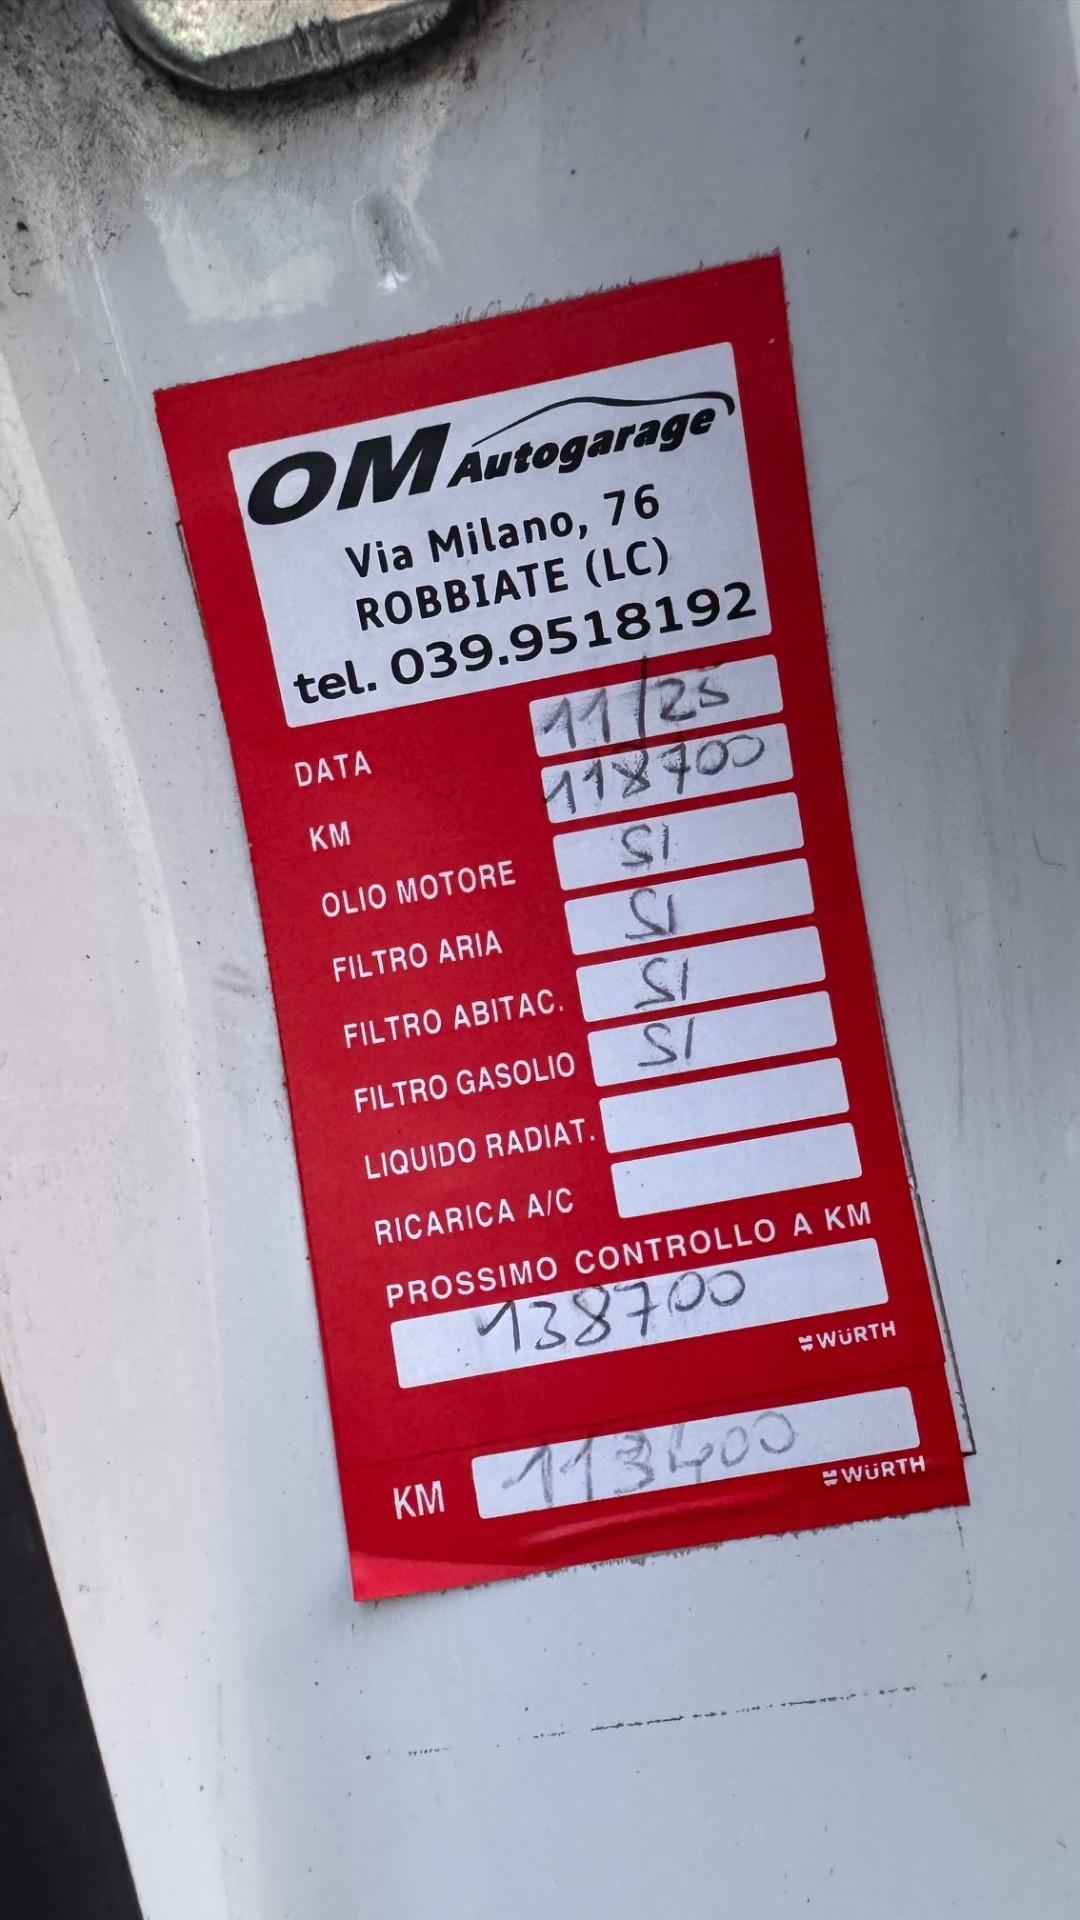 OM Autogarage
Via Milano, 76
ROBBIATE (LC)
tel. 039.9518192
DATA 11/25
KM 118700
OLIO MOTORE SI
FILTRO ARIA SI
FILTRO ABITAC. SI
FILTRO GASOLIO SI
LIQUIDO RADIAT.
RICARICA A/C
PROSSIMO CONTROLLO A KM
138700
WÜRTH
KM 113400
WÜRTH